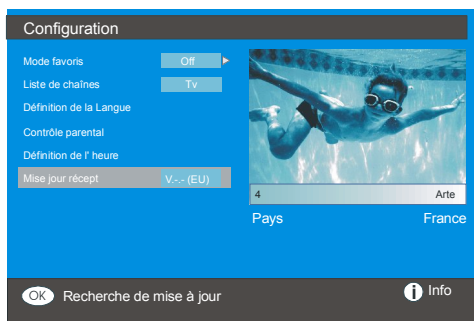 Configuration
Mode favoris Off
Liste de chaînes Tv
Définition de la Langue
Contrôle parental
Définition de l' heure
Mise jour récept V.-.- (EU)
4 Arte
Pays France
OK Recherche de mise à jour
i Info